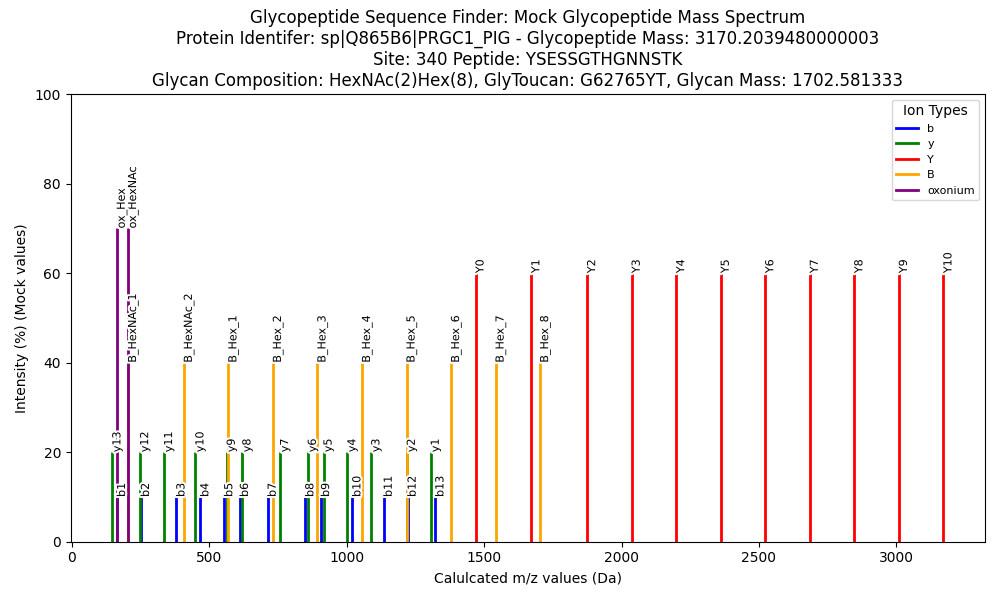 Glycopeptide Sequence Finder: Mock Glycopeptide Mass Spectrum
Protein Identifer: sp|Q865B6|PRGC1_PIG - Glycopeptide Mass: 3170.2039480000003
Site: 340 Peptide: YSESSGTHGNNSTK
Glycan Composition: HexNAc(2)Hex(8), GlyToucan: G62765YT, Glycan Mass: 1702.581333
Intensity (%) (Mock values)
100
80
60
40
20
0
Ion Types
b
y
Y
B
oxonium
ox_Hex
ox_HexNAc
Y0
Y1
Y2
Y3
Y4
Y5
Y6
Y7
Y8
Y9
Y10
B_HexNAc_1
B_HexNAc_2
B_Hex_1
B_Hex_2
B_Hex_3
B_Hex_4
B_Hex_5
B_Hex_6
B_Hex_7
B_Hex_8
y13
y12
y11
y10
y9
y8
y7
y6
y5
y4
y3
y2
y1
b1
b2
b3
b4
b5
b6
b7
b8
b9
b10
b11
b12
b13
0
500
1000
1500
2000
2500
3000
Calulcated m/z values (Da)